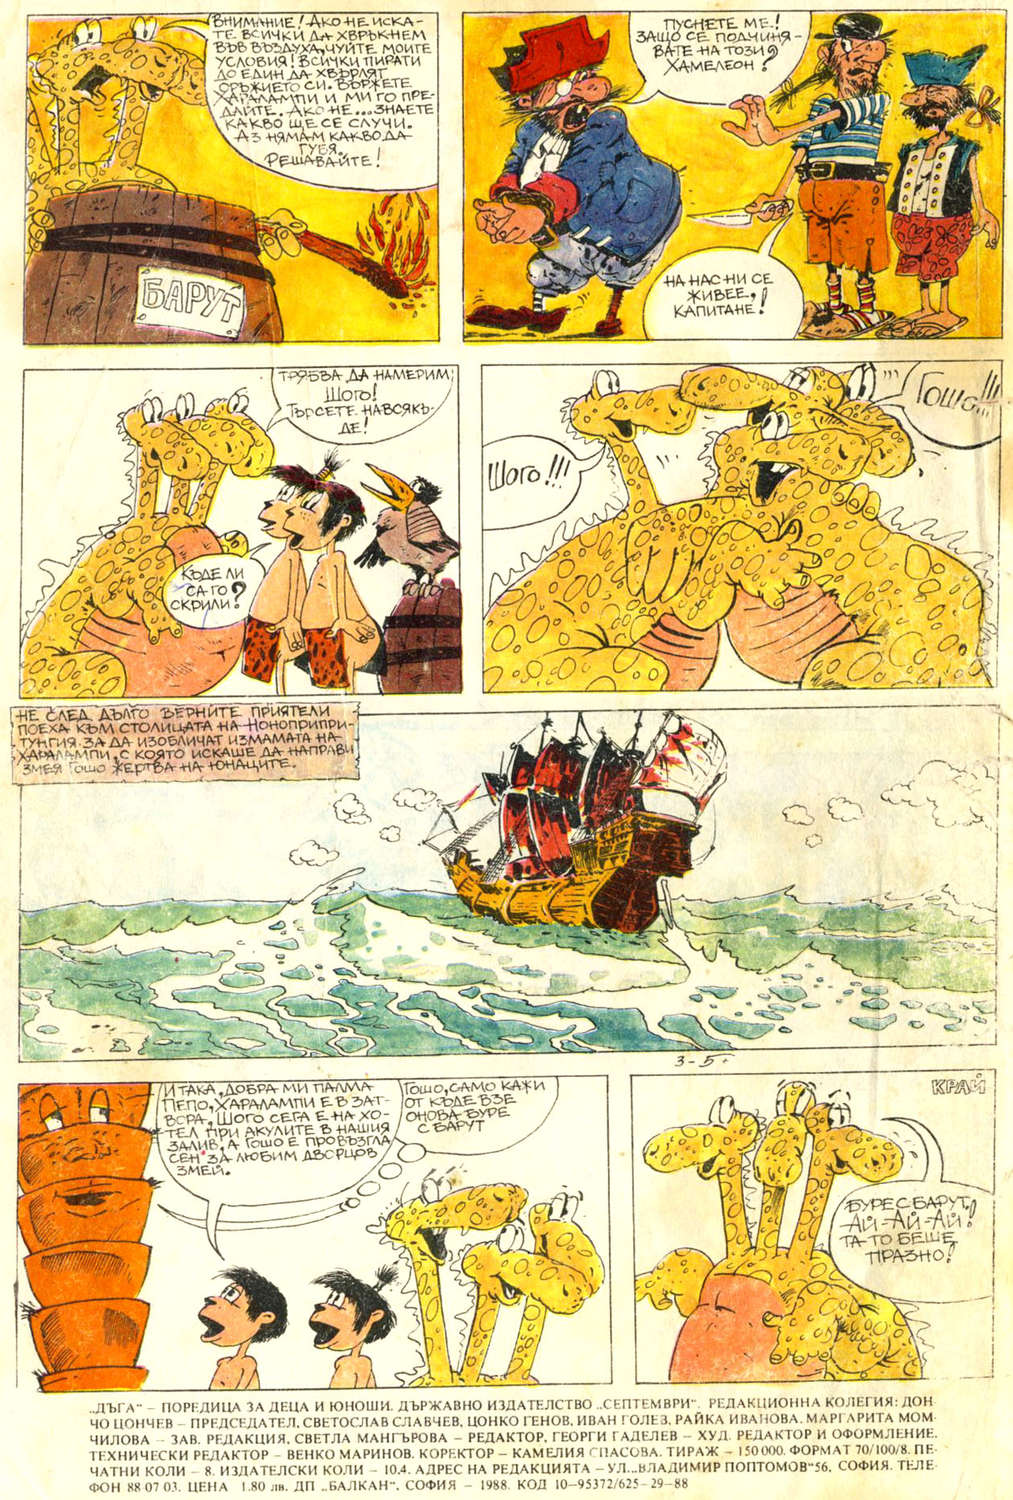 ВНИМАНИЕ! АКО НЕ ИСКА-
ТЕ ВСИЧКИ ДА ХВРЪКНЕМ
ВЪВ ВЪЗДУХА, ЧУЙТЕ МОИТЕ
УСЛОВИЯ! ВСИЧКИ ПИРАТИ
ДО ЕДИН ДА ХВЪРЛЯТ
ОРЪЖИЕТО СИ. ВЪРЖЕТЕ
ХАРАЛАМПИ И МИ ГО ПРЕ-
ДАЙТЕ. АКО НЕ... ЗНАЕТЕ
КАКВО ЩЕ СЕ СЛУЧИ.
АЗ НЯМАМ КАКВО ДА
ГУБЯ.
РЕШАВАЙТЕ!
БАРУТ
ПУСНЕТЕ МЕ!
ЗАЩО СЕ ПОДЧИНЯ-
ВАТЕ НА ТОЗИ
ХАМЕЛЕОН?
НА НАС НИ СЕ
ЖИВЕЕ,
КАПИТАНЕ!
ТРЯБВА ДА НАМЕРИМ
ШОГО!
ТЪРСЕТЕ НАВСЯКЪ-
ДЕ!
КЪДЕ ЛИ
СА ГО
СКРИЛИ?
ШОГО!!!
ГОШО...!!!
НЕ СЛЕД ДЪЛГО ВЕРНИТЕ ПРИЯТЕЛИ
ПОЕХА КЪМ СТОЛИЦАТА НА НОНОПРИПРИ-
ТУНГИЯ. ЗА ДА ИЗОБЛИЧАТ ИЗМАМАТА НА
ХАРАЛАМПИ, С КОЯТО ИСКАШЕ ДА НАПРАВИ
ЗМЕЯ ГОШО ЖЕРТВА НА ЮНАЦИТЕ.
3-5.
И ТАКА, ДОБРА МИ ПАЛМА
ПЕПО, ХАРАЛАМПИ Е В ЗАТ-
ВОРА, ШОГО СЕГА Е НА ХО-
ТЕЛ ПРИ АКУЛИТЕ В НАШИЯ
ЗАЛИВ, А ГОШО Е ПРОВЪЗГЛА
СЕН ЗА ЛЮБИМ ДВОРЦОВ
ЗМЕЙ.
ГОШО, САМО КАЖИ
ОТ КЪДЕ ВЗЕ
ОНОВА БУРЕ
С БАРУТ
КРАЙ
БУРЕ С БАРУТ!
АЙ-АЙ-АЙ!
ТА ТО БЕШЕ
ПРАЗНО!
„ДЪГА“ – ПОРЕДИЦА ЗА ДЕЦА И ЮНОШИ. ДЪРЖАВНО ИЗДАТЕЛСТВО „СЕПТЕМВРИ“. РЕДАКЦИОННА КОЛЕГИЯ: ДОН-
ЧО ЦОНЧЕВ – ПРЕДСЕДАТЕЛ, СВЕТОСЛАВ СЛАВЧЕВ, ЦОНКО ГЕНОВ, ИВАН ГОЛЕВ, РАЙКА ИВАНОВА, МАРГАРИТА МОМ-
ЧИЛОВА – ЗАВ. РЕДАКЦИЯ, СВЕТЛА МАНГЪРОВА – РЕДАКТОР, ГЕОРГИ ГАДЕЛЕВ – ХУД. РЕДАКТОР И ОФОРМЛЕНИЕ.
ТЕХНИЧЕСКИ РЕДАКТОР – ВЕНКО МАРИНОВ. КОРЕКТОР – КАМЕЛИЯ СПАСОВА. ТИРАЖ – 150 000. ФОРМАТ 70/100/8. ПЕ-
ЧАТНИ КОЛИ – 8. ИЗДАТЕЛСКИ КОЛИ – 10,4. АДРЕС НА РЕДАКЦИЯТА – УЛ. „ВЛАДИМИР ПОПТОМОВ“ 56, СОФИЯ. ТЕЛЕ-
ФОН 88 07 03. ЦЕНА 1.80 лв. ДП „БАЛКАН“, СОФИЯ – 1988. КОД 10–95372/625–29–88